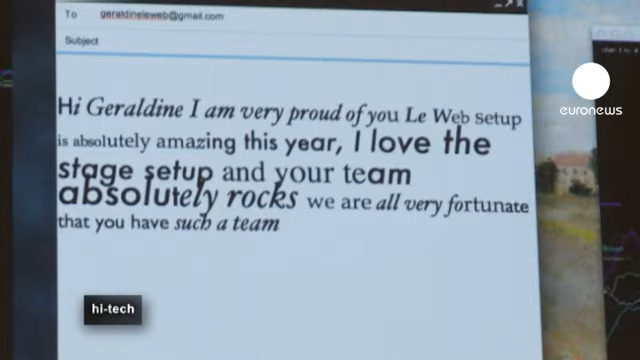 To geraldineleweb@gmail.com
Subject
Hi Geraldine I am very proud of you Le Web setup
is absolutely amazing this year, I love the
stage setup and your team
absolutely rocks we are all very fortunate
that you have such a team
euronews
hi-tech